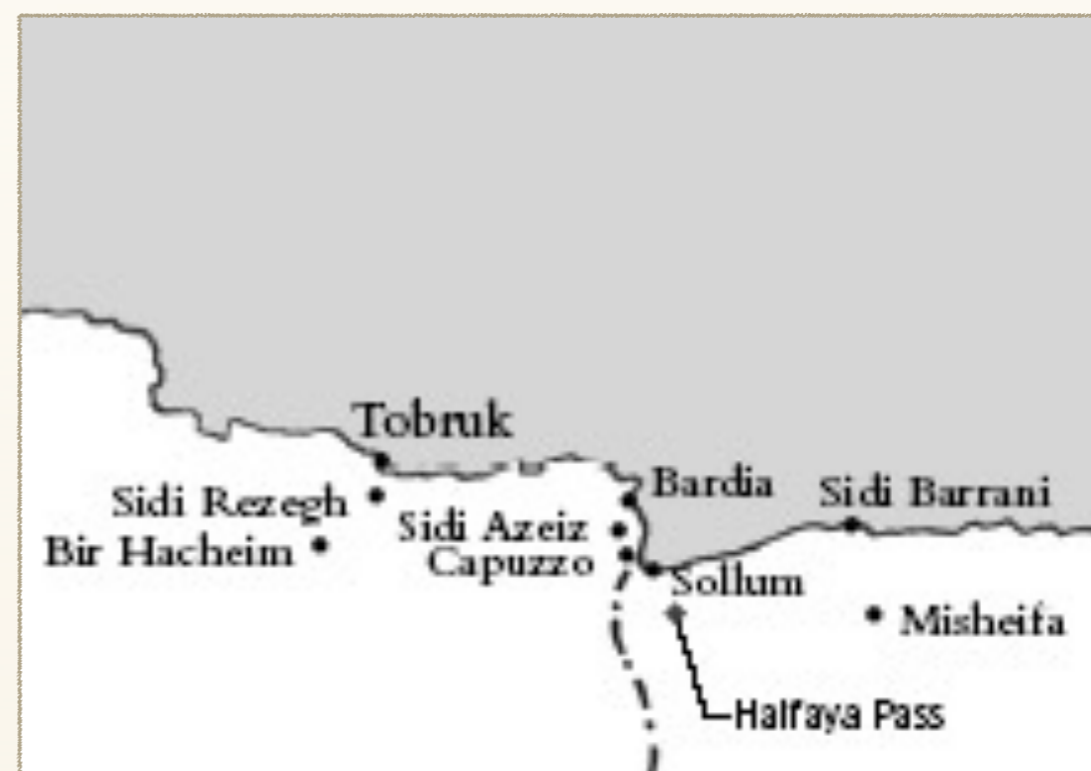 Tobruk
Bardia
Sidi Barrani
Sidi Rezegh
Sidi Azeiz
Bir Hacheim
Capuzzo
Sollum
Misheifa
Halfaya Pass